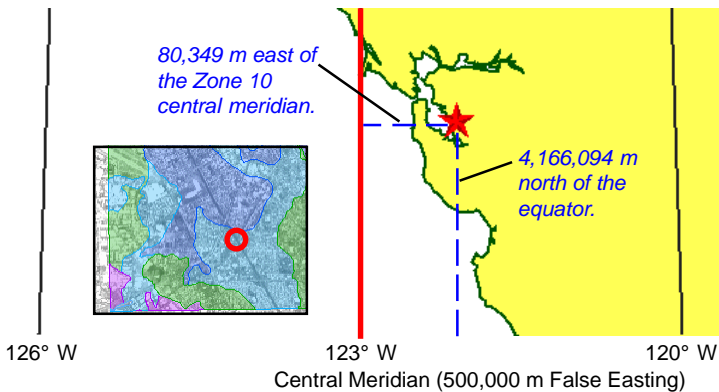 80,349 m east of
the Zone 10
central meridian.
4,166,094 m
north of the
equator.
126° W
123° W
120° W
Central Meridian (500,000 m False Easting)